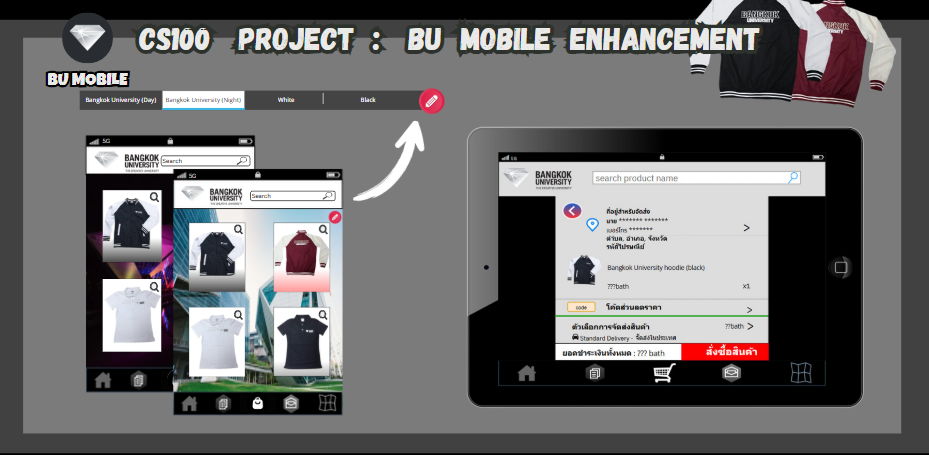 CS100 PROJECT : BU MOBILE ENHANCEMENT
BU MOBILE
Bangkok University (Day)
Bangkok University (Night)
White
Black
5G
BANGKOK
UNIVERSITY
Search
5G
BANGKOK
UNIVERSITY
Search
5G
BANGKOK
UNIVERSITY
search product name
ที่อยู่สำหรับจัดส่ง
นาย ******* *******
เบอร์โทร *******
ตำบล, อำเภอ, จังหวัด
รหัสไปรษณีย์
Bangkok University hoodie (black)
???bath
x1
code
โค้ดส่วนลดราคา
ตัวเลือกการจัดส่งสินค้า
??bath
Standard Delivery - จัดส่งในประเทศ
ยอดชำระเงินทั้งหมด : ??? bath
สั่งซื้อสินค้า